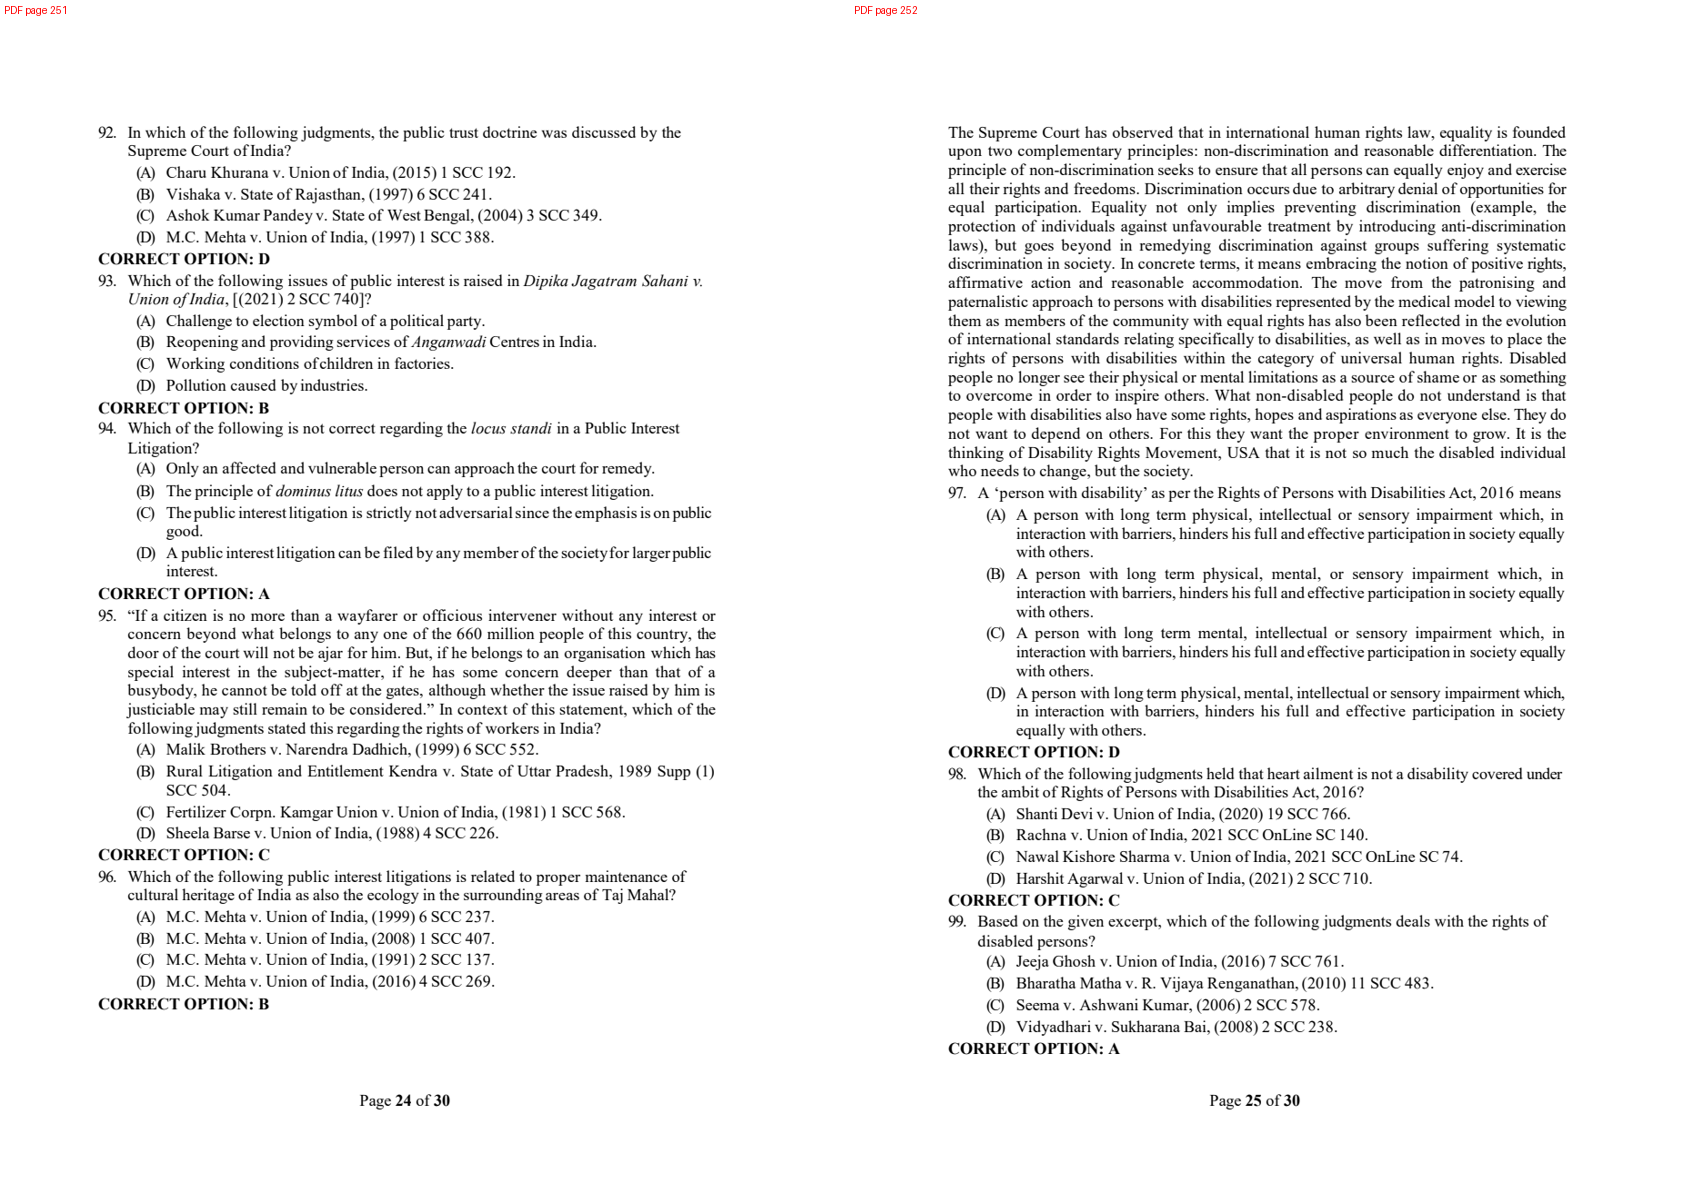 PDF page 251
92. In which of the following judgments, the public trust doctrine was discussed by the
Supreme Court of India?
(A) Charu Khurana v. Union of India, (2015) 1 SCC 192.
(B) Vishaka v. State of Rajasthan, (1997) 6 SCC 241.
(C) Ashok Kumar Pandey v. State of West Bengal, (2004) 3 SCC 349.
(D) M.C. Mehta v. Union of India, (1997) 1 SCC 388.
CORRECT OPTION: D
93. Which of the following issues of public interest is raised in Dipika Jagatram Sahani v.
Union of India, [(2021) 2 SCC 740]?
(A) Challenge to election symbol of a political party.
(B) Reopening and providing services of Anganwadi Centres in India.
(C) Working conditions of children in factories.
(D) Pollution caused by industries.
CORRECT OPTION: B
94. Which of the following is not correct regarding the locus standi in a Public Interest
Litigation?
(A) Only an affected and vulnerable person can approach the court for remedy.
(B) The principle of dominus litus does not apply to a public interest litigation.
(C) The public interest litigation is strictly not adversarial since the emphasis is on public
good.
(D) A public interest litigation can be filed by any member of the society for larger public
interest.
CORRECT OPTION: A
95. “If a citizen is no more than a wayfarer or officious intervener without any interest or
concern beyond what belongs to any one of the 660 million people of this country, the
door of the court will not be ajar for him. But, if he belongs to an organisation which has
special interest in the subject-matter, if he has some concern deeper than that of a
busybody, he cannot be told off at the gates, although whether the issue raised by him is
justiciable may still remain to be considered.” In context of this statement, which of the
following judgments stated this regarding the rights of workers in India?
(A) Malik Brothers v. Narendra Dadhich, (1999) 6 SCC 552.
(B) Rural Litigation and Entitlement Kendra v. State of Uttar Pradesh, 1989 Supp (1)
SCC 504.
(C) Fertilizer Corpn. Kamgar Union v. Union of India, (1981) 1 SCC 568.
(D) Sheela Barse v. Union of India, (1988) 4 SCC 226.
CORRECT OPTION: C
96. Which of the following public interest litigations is related to proper maintenance of
cultural heritage of India as also the ecology in the surrounding areas of Taj Mahal?
(A) M.C. Mehta v. Union of India, (1999) 6 SCC 237.
(B) M.C. Mehta v. Union of India, (2008) 1 SCC 407.
(C) M.C. Mehta v. Union of India, (1991) 2 SCC 137.
(D) M.C. Mehta v. Union of India, (2016) 4 SCC 269.
CORRECT OPTION: B
Page 24 of 30
PDF page 252
The Supreme Court has observed that in international human rights law, equality is founded
upon two complementary principles: non-discrimination and reasonable differentiation. The
principle of non-discrimination seeks to ensure that all persons can equally enjoy and exercise
all their rights and freedoms. Discrimination occurs due to arbitrary denial of opportunities for
equal participation. Equality not only implies preventing discrimination (example, the
protection of individuals against unfavourable treatment by introducing anti-discrimination
laws), but goes beyond in remedying discrimination against groups suffering systematic
discrimination in society. In concrete terms, it means embracing the notion of positive rights,
affirmative action and reasonable accommodation. The move from the patronising and
paternalistic approach to persons with disabilities represented by the medical model to viewing
them as members of the community with equal rights has also been reflected in the evolution
of international standards relating specifically to disabilities, as well as in moves to place the
rights of persons with disabilities within the category of universal human rights. Disabled
people no longer see their physical or mental limitations as a source of shame or as something
to overcome in order to inspire others. What non-disabled people do not understand is that
people with disabilities also have some rights, hopes and aspirations as everyone else. They do
not want to depend on others. For this they want the proper environment to grow. It is the
thinking of Disability Rights Movement, USA that it is not so much the disabled individual
who needs to change, but the society.
97. A ‘person with disability’ as per the Rights of Persons with Disabilities Act, 2016 means
(A) A person with long term physical, intellectual or sensory impairment which, in
interaction with barriers, hinders his full and effective participation in society equally
with others.
(B) A person with long term physical, mental, or sensory impairment which, in
interaction with barriers, hinders his full and effective participation in society equally
with others.
(C) A person with long term mental, intellectual or sensory impairment which, in
interaction with barriers, hinders his full and effective participation in society equally
with others.
(D) A person with long term physical, mental, intellectual or sensory impairment which,
in interaction with barriers, hinders his full and effective participation in society
equally with others.
CORRECT OPTION: D
98. Which of the following judgments held that heart ailment is not a disability covered under
the ambit of Rights of Persons with Disabilities Act, 2016?
(A) Shanti Devi v. Union of India, (2020) 19 SCC 766.
(B) Rachna v. Union of India, 2021 SCC OnLine SC 140.
(C) Nawal Kishore Sharma v. Union of India, 2021 SCC OnLine SC 74.
(D) Harshit Agarwal v. Union of India, (2021) 2 SCC 710.
CORRECT OPTION: C
99. Based on the given excerpt, which of the following judgments deals with the rights of
disabled persons?
(A) Jeeja Ghosh v. Union of India, (2016) 7 SCC 761.
(B) Bharatha Matha v. R. Vijaya Renganathan, (2010) 11 SCC 483.
(C) Seema v. Ashwani Kumar, (2006) 2 SCC 578.
(D) Vidyadhari v. Sukharana Bai, (2008) 2 SCC 238.
CORRECT OPTION: A
Page 25 of 30